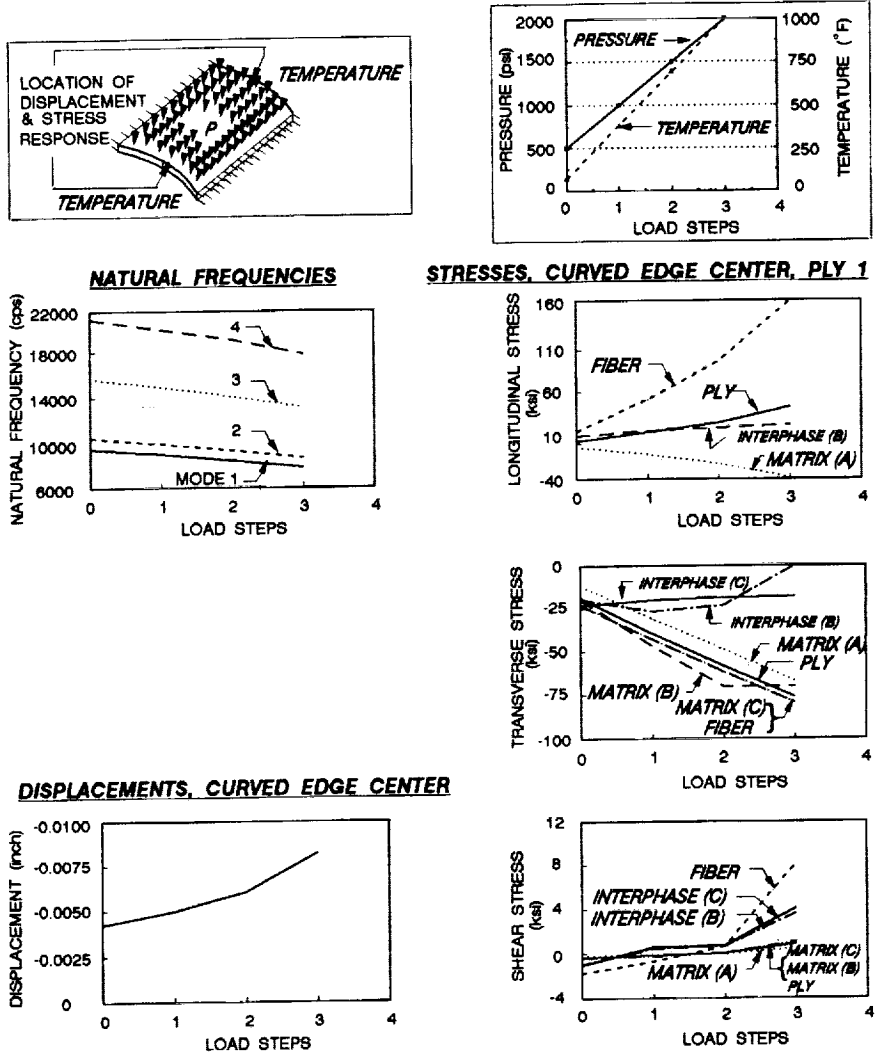 LOCATION OF
DISPLACEMENT
& STRESS
RESPONSE
TEMPERATURE
P
TEMPERATURE
PRESSURE (psi)
2000
1500
1000
500
0
PRESSURE
TEMPERATURE
1000
750
500
250
0
TEMPERATURE (°F)
0 1 2 3 4
LOAD STEPS
NATURAL FREQUENCIES
NATURAL FREQUENCY (cps)
22000
18000
14000
10000
6000
4
3
2
MODE 1
0 1 2 3 4
LOAD STEPS
STRESSES, CURVED EDGE CENTER, PLY 1
LONGITUDINAL STRESS
(ksi)
160
110
60
10
-40
FIBER
PLY
INTERPHASE (B)
MATRIX (A)
0 1 2 3 4
LOAD STEPS
TRANSVERSE STRESS
(ksi)
0
-25
-50
-75
-100
INTERPHASE (C)
INTERPHASE (B)
MATRIX (A)
PLY
MATRIX (B)
MATRIX (C)
FIBER
0 1 2 3 4
LOAD STEPS
DISPLACEMENTS, CURVED EDGE CENTER
DISPLACEMENT (inch)
-0.0100
-0.0075
-0.0050
-0.0025
0
0 1 2 3 4
LOAD STEPS
SHEAR STRESS
(ksi)
12
8
4
0
-4
FIBER
INTERPHASE (C)
INTERPHASE (B)
MATRIX (A)
MATRIX (C)
MATRIX (B)
PLY
0 1 2 3 4
LOAD STEPS